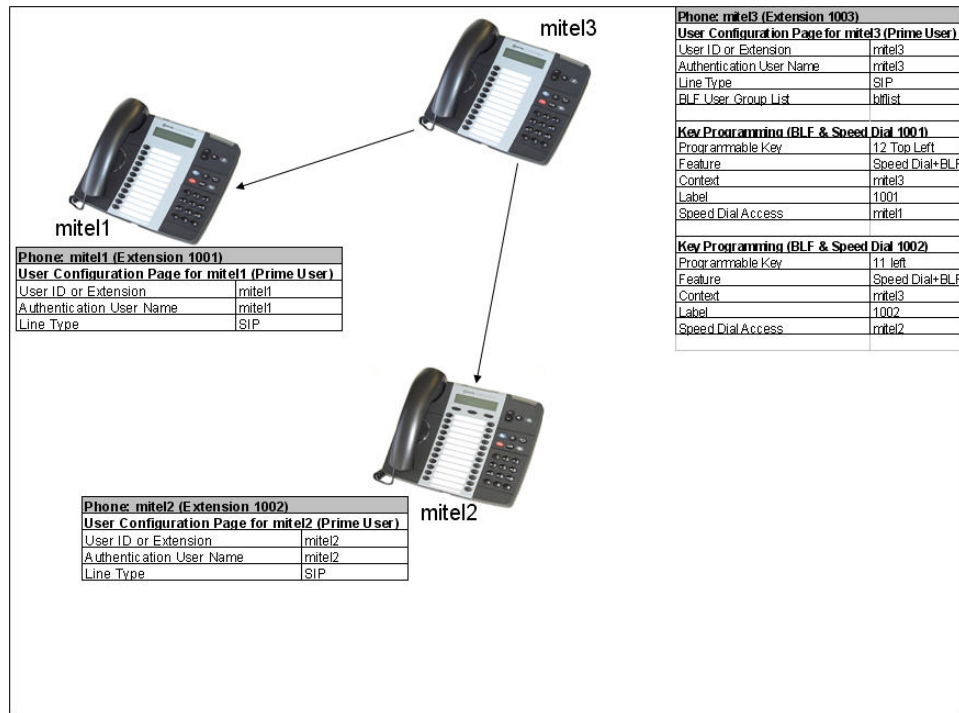 mitel3
Phone: mitel3 (Extension 1003)
User Configuration Page for mitel3 (Prime User)
User ID or Extension mitel3
Authentication User Name mitel3
Line Type SIP
BLF User Group List blflist
Key Programming (BLF & Speed Dial 1001)
Programmable Key 12 Top Left
Feature Speed Dial+BLF
Context mitel3
Label 1001
Speed Dial Access mitel1
Key Programming (BLF & Speed Dial 1002)
Programmable Key 11 left
Feature Speed Dial+BLF
Context mitel3
Label 1002
Speed Dial Access mitel2
mitel1
Phone: mitel1 (Extension 1001)
User Configuration Page for mitel1 (Prime User)
User ID or Extension mitel1
Authentication User Name mitel1
Line Type SIP
mitel2
Phone: mitel2 (Extension 1002)
User Configuration Page for mitel2 (Prime User)
User ID or Extension mitel2
Authentication User Name mitel2
Line Type SIP